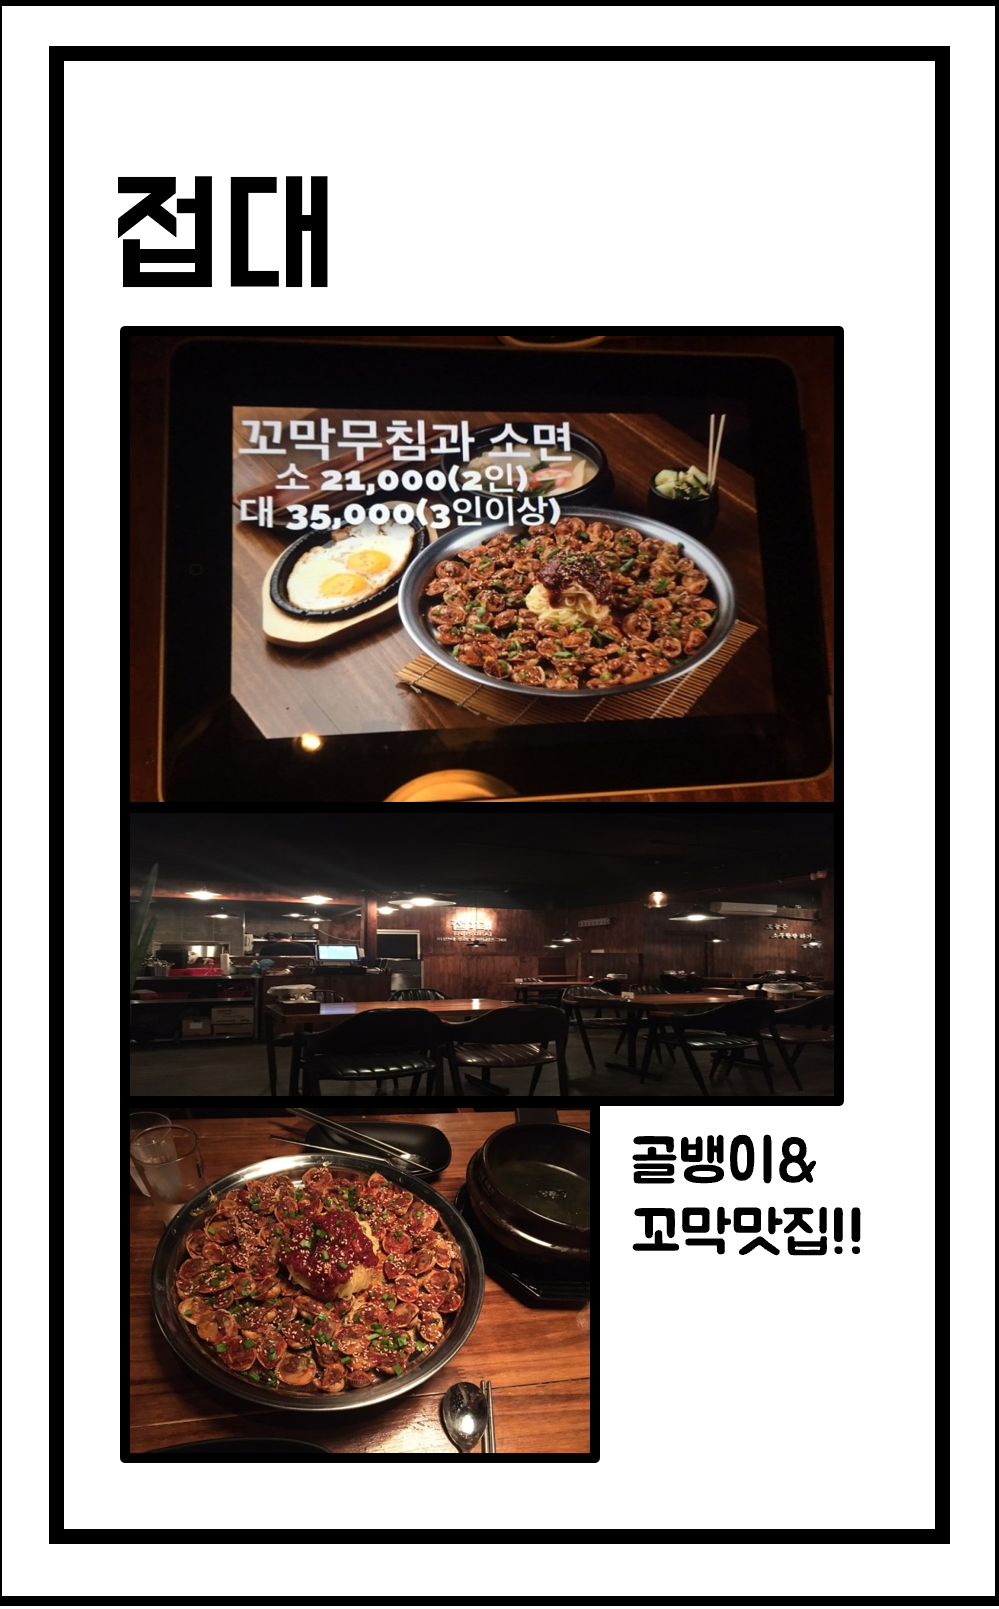 접대
꼬막무침과 소면
소 21,000(2인)
대 35,000(3인이상)
골뱅이&
꼬막맛집!!